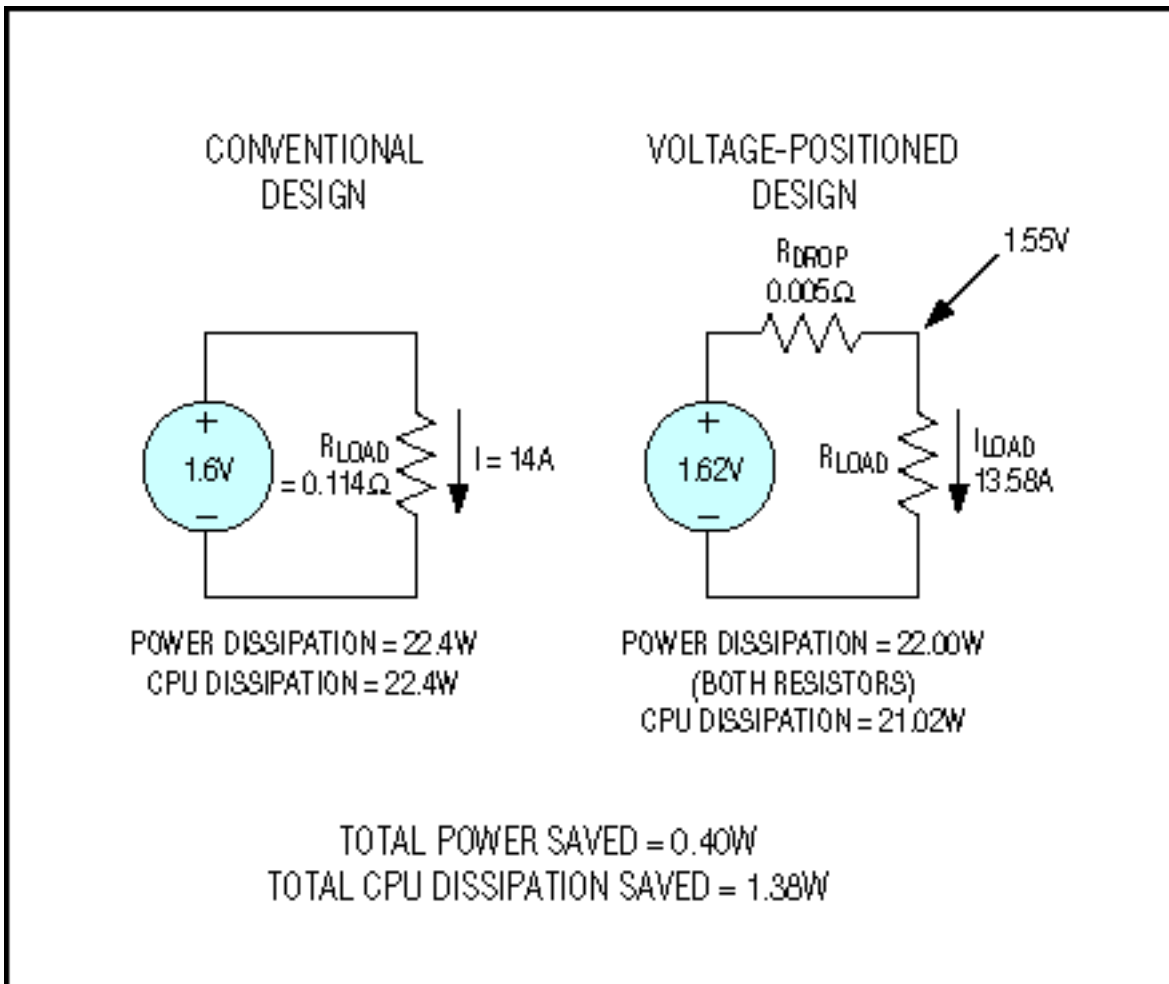 CONVENTIONAL
DESIGN
1.6V
RLOAD
= 0.114Ω
I = 14A
POWER DISSIPATION = 22.4W
CPU DISSIPATION = 22.4W
VOLTAGE-POSITIONED
DESIGN
RDROP
0.005Ω
1.55V
1.62V
RLOAD
ILOAD
13.58A
POWER DISSIPATION = 22.00W
(BOTH RESISTORS)
CPU DISSIPATION = 21.02W
TOTAL POWER SAVED = 0.40W
TOTAL CPU DISSIPATION SAVED = 1.38W